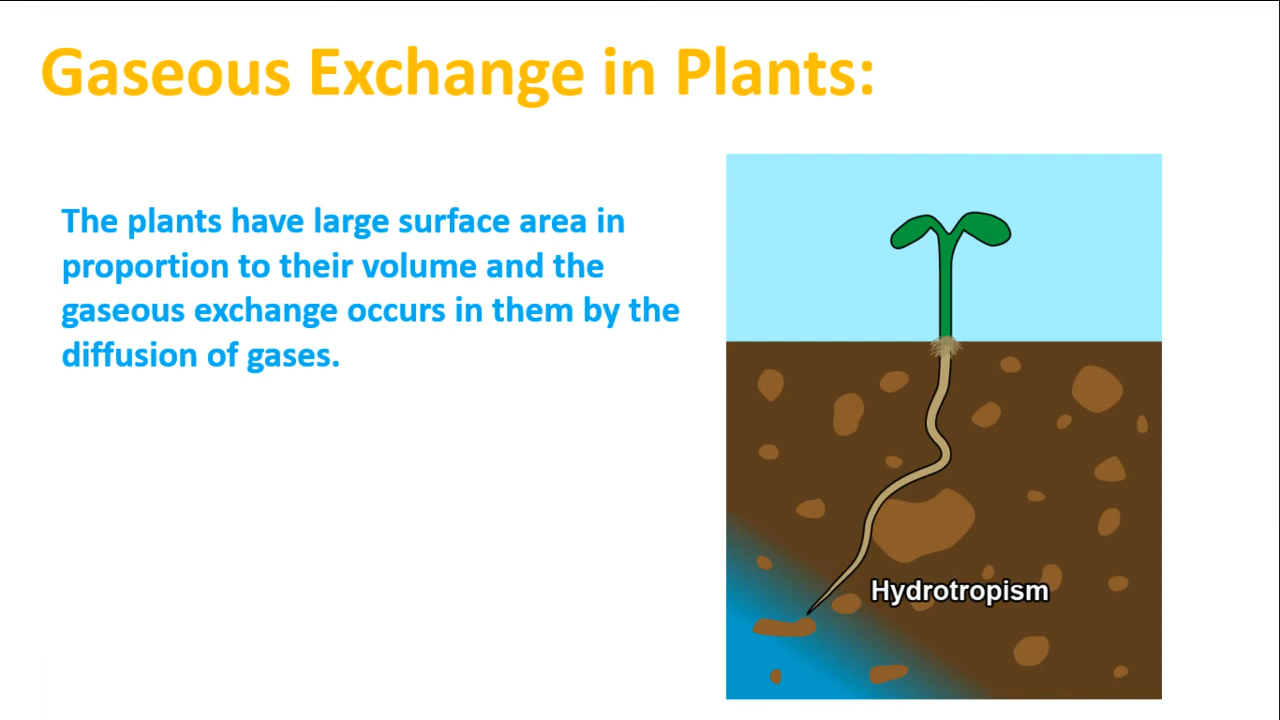 Gaseous Exchange in Plants:
The plants have large surface area in
proportion to their volume and the
gaseous exchange occurs in them by the
diffusion of gases.
Hydrotropism